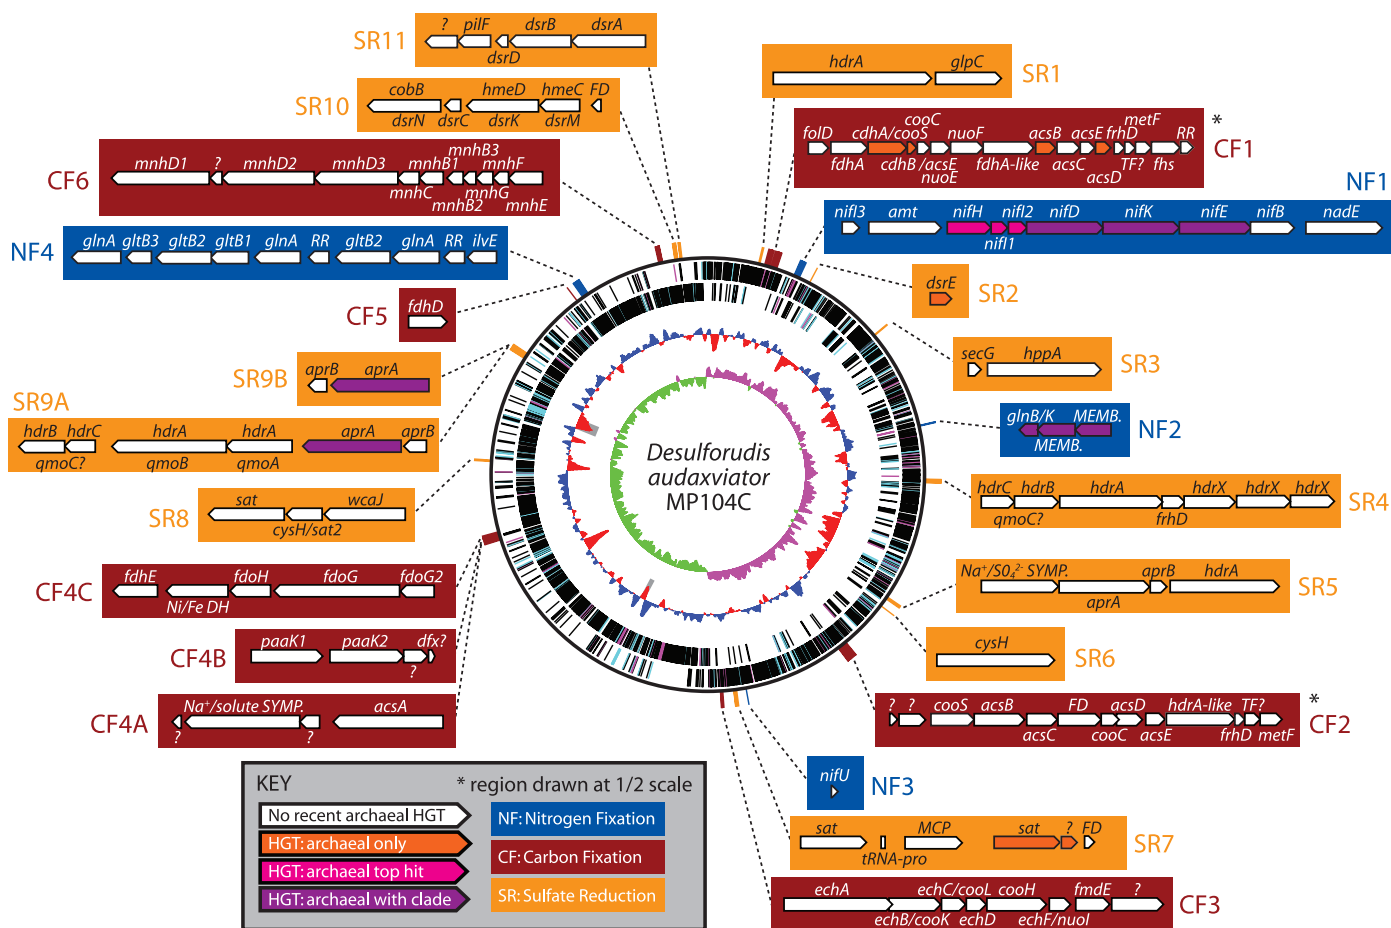 SR11
? pilF dsrB dsrA
dsrD
SR10
cobB hmeD hmeC FD
dsrN dsrC dsrK dsrM
CF6
mnhD1 ? mnhD2 mnhD3 mnhB1 mnhB3 mnhF
mnhC mnhB2 mnhG mnhE
NF4
glnA gltB3 gltB2 gltB1 glnA RR gltB2 glnA RR ilvE
CF5
fdhD
SR9B
aprB aprA
SR9A
hdrB hdrC hdrA hdrA aprA aprB
qmoC? qmoB qmoA
SR8
sat wcaJ
cysH/sat2
CF4C
fdhE fdoH fdoG fdoG2
Ni/Fe DH
CF4B
paaK1 paaK2 dfx?
?
CF4A
Na+/solute SYMP. acsA
? ?
SR1
hdrA glpC
CF1
*
folD cdhA/cooS cooC nuoF acsB acsE frhD metF RR
fdhA cdhB /acsE nuoE fdhA-like acsC acsD TF? fhs
NF1
nifI3 amt nifH nifI2 nifD nifK nifE nifB nadE
nifI1
SR2
dsrE
SR3
secG hppA
NF2
glnB/K MEMB.
MEMB.
SR4
hdrC hdrB hdrA hdrX hdrX hdrX
qmoC? frhD
SR5
Na+/SO₄²⁻ SYMP. aprB hdrA
aprA
SR6
cysH
CF2
*
? ? cooS acsB FD acsD hdrA-like TF?
acsC cooC acsE frhD metF
NF3
nifU
SR7
sat MCP sat ? FD
tRNA-pro
CF3
echA echC/cooL cooH fmdE ?
echB/cooK echD echF/nuoI
Desulforudis
audaxviator
MP104C
KEY
* region drawn at 1/2 scale
No recent archaeal HGT
HGT: archaeal only
HGT: archaeal top hit
HGT: archaeal with clade
NF: Nitrogen Fixation
CF: Carbon Fixation
SR: Sulfate Reduction